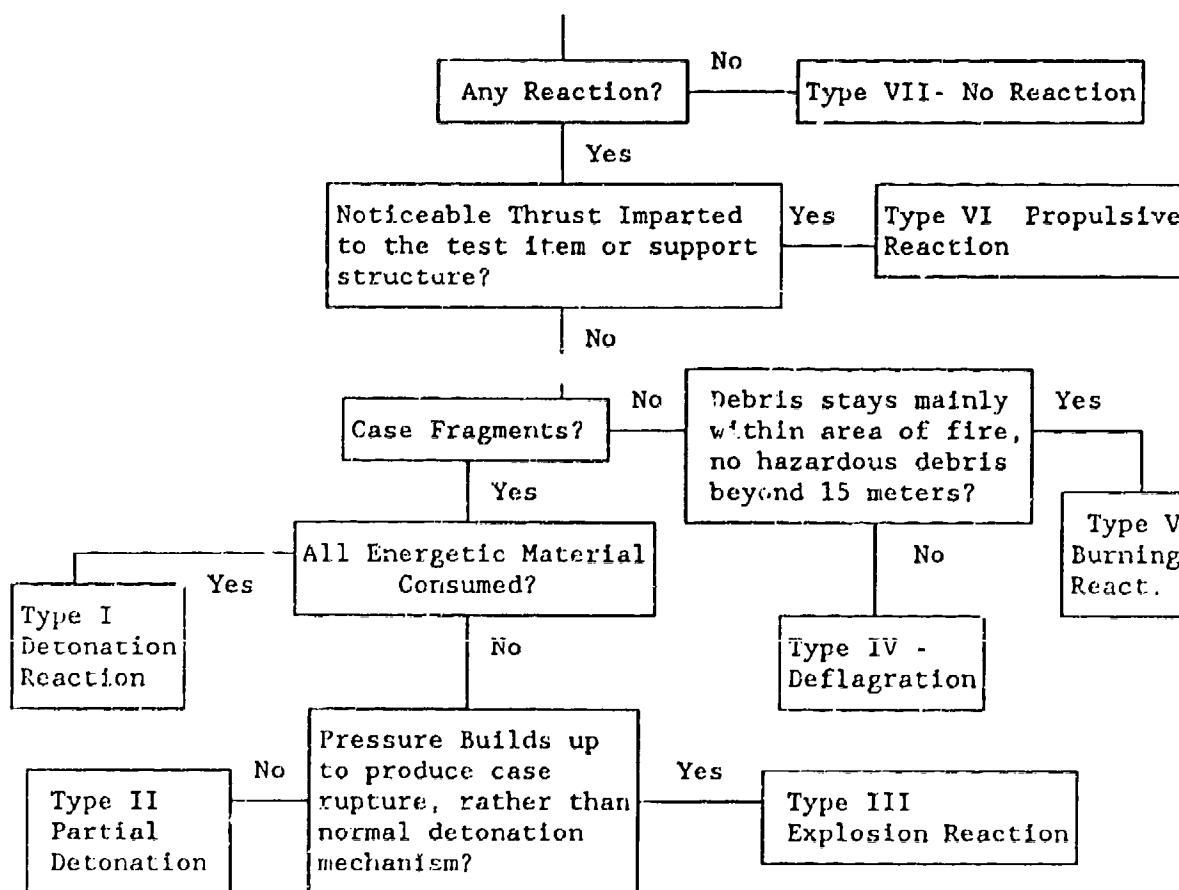 No
Any Reaction?
Type VII- No Reaction
Yes
Noticeable Thrust Imparted
to the test item or support
structure?
Yes
Type VI Propulsive
Reaction
No
Case Fragments?
No
Debris stays mainly
within area of fire,
no hazardous debris
beyond 15 meters?
Yes
Yes
Type V
Burning
React.
All Energetic Material
Consumed?
Yes
No
Type I
Detonation
Reaction
No
Type IV -
Deflagration
Pressure Builds up
to produce case
rupture, rather than
normal detonation
mechanism?
No
Yes
Type II
Partial
Detonation
Type III
Explosion Reaction